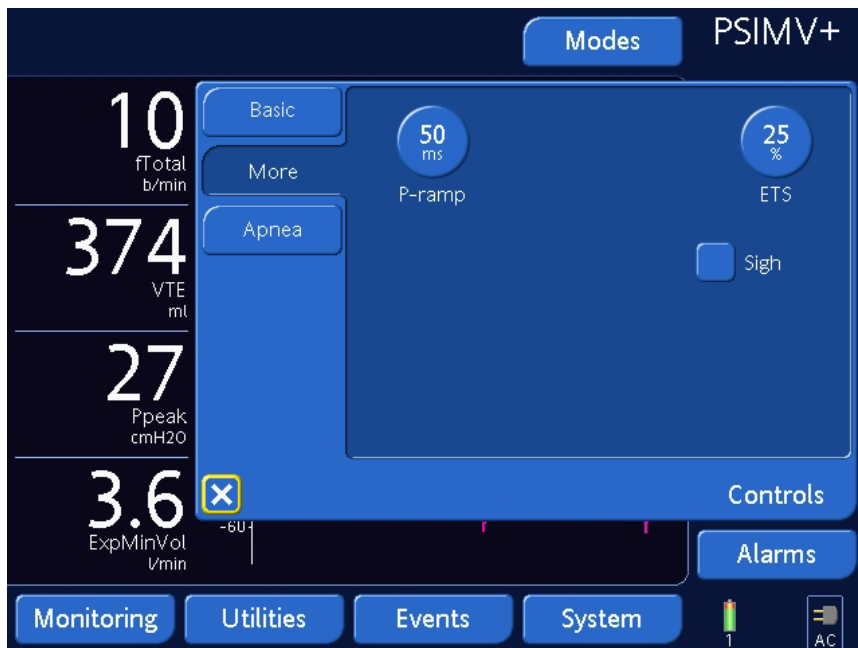 Modes
PSIMV+
10
fTotal
b/min
374
VTE
ml
27
Ppeak
cmH2O
3.6
ExpMinVol
l/min
Basic
More
Apnea
50
ms
P-ramp
25
%
ETS
Sigh
Controls
-60
Alarms
Monitoring
Utilities
Events
System
1
AC